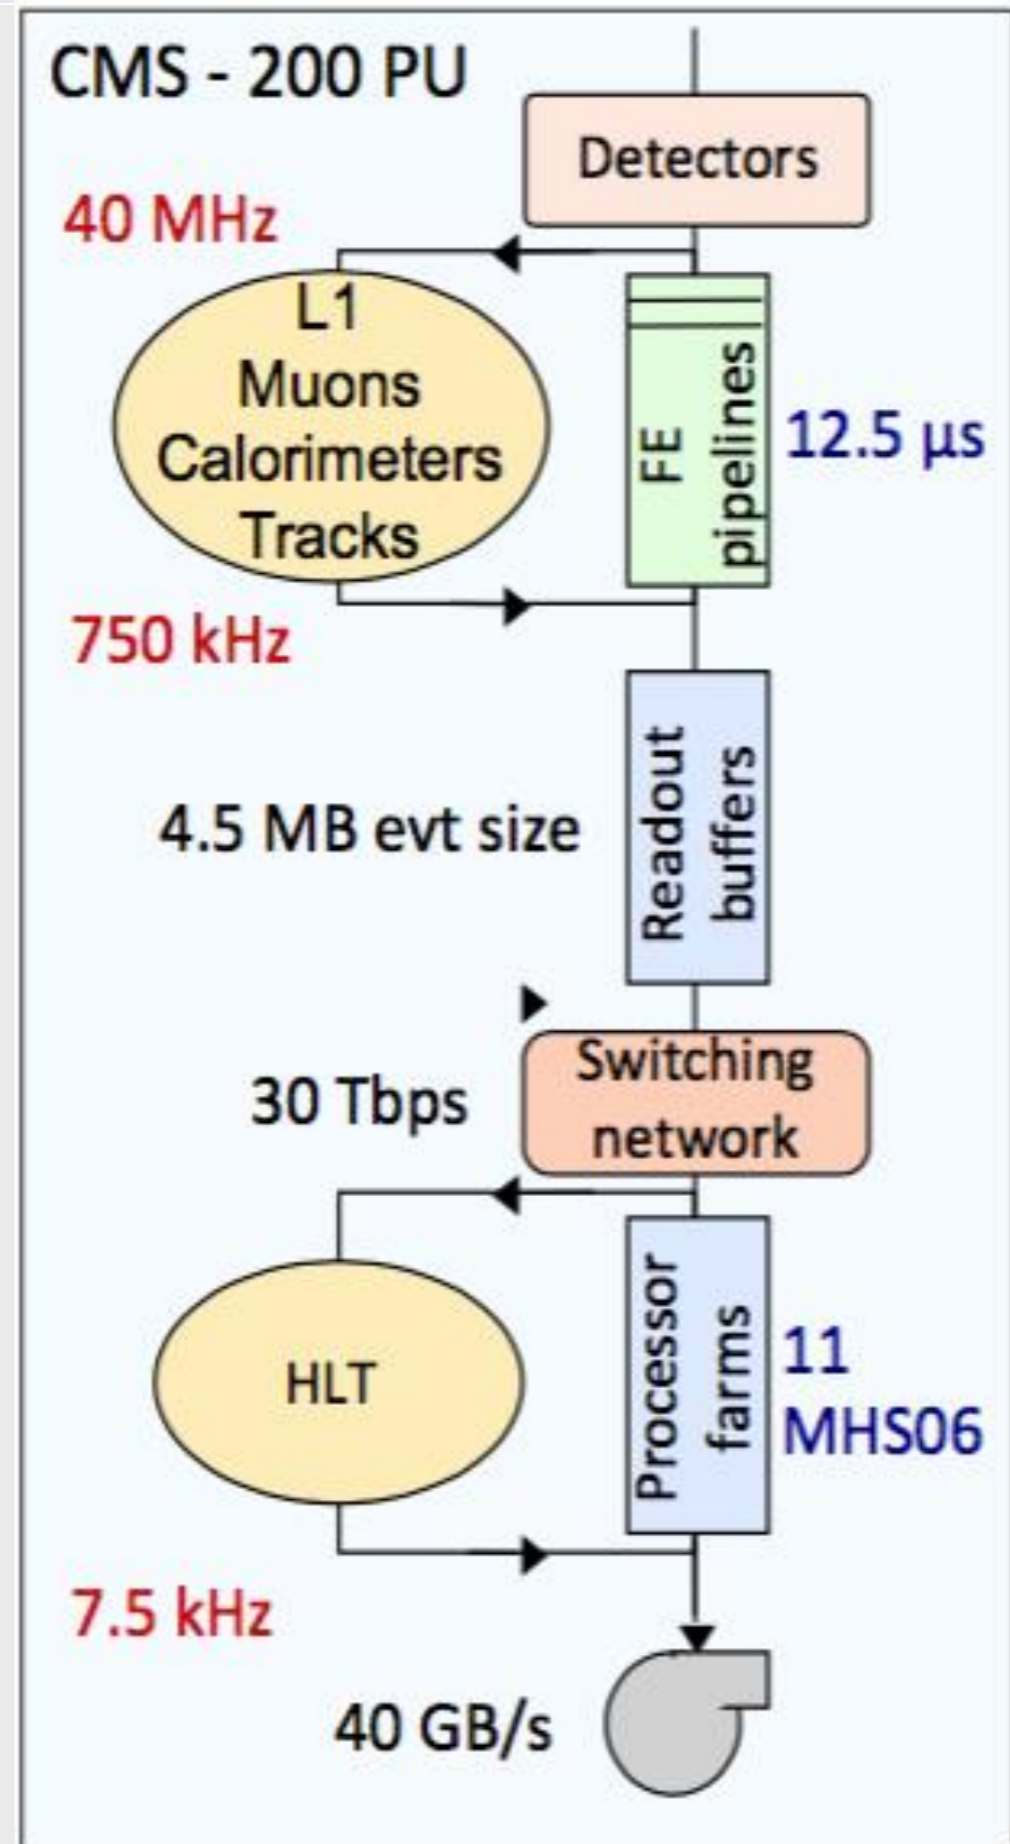 CMS - 200 PU
Detectors
40 MHz
L1
Muons
Calorimeters
Tracks
FE
pipelines
12.5 μs
750 kHz
Readout
buffers
4.5 MB evt size
Switching
network
30 Tbps
HLT
Processor
farms
11
MHS06
7.5 kHz
40 GB/s